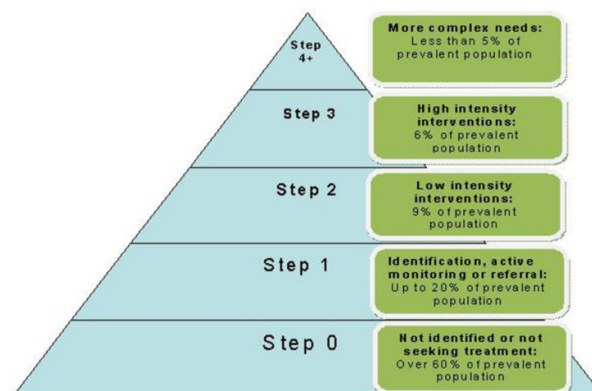 Step
4+
More complex needs:
Less than 5% of
prevalent population
Step 3
High intensity
interventions:
6% of prevalent
population
Step 2
Low intensity
interventions:
9% of prevalent
population
Step 1
Identification, active
monitoring or referral:
Up to 20% of prevalent
population
Step 0
Not identified or not
seeking treatment:
Over 60% of prevalent
population